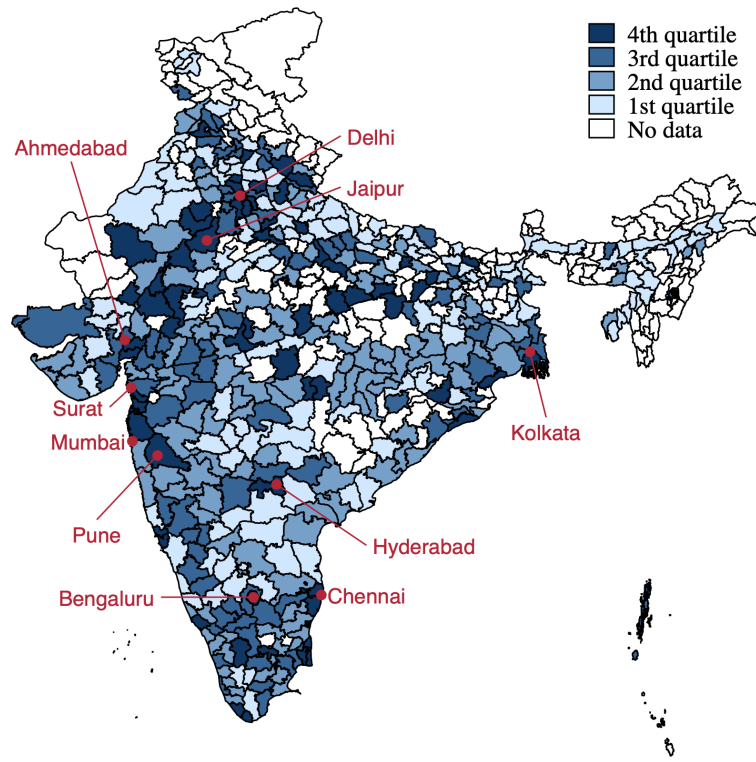 4th quartile
3rd quartile
2nd quartile
1st quartile
No data
Delhi
Ahmedabad
Jaipur
Surat
Mumbai
Kolkata
Pune
Hyderabad
Bengaluru
Chennai